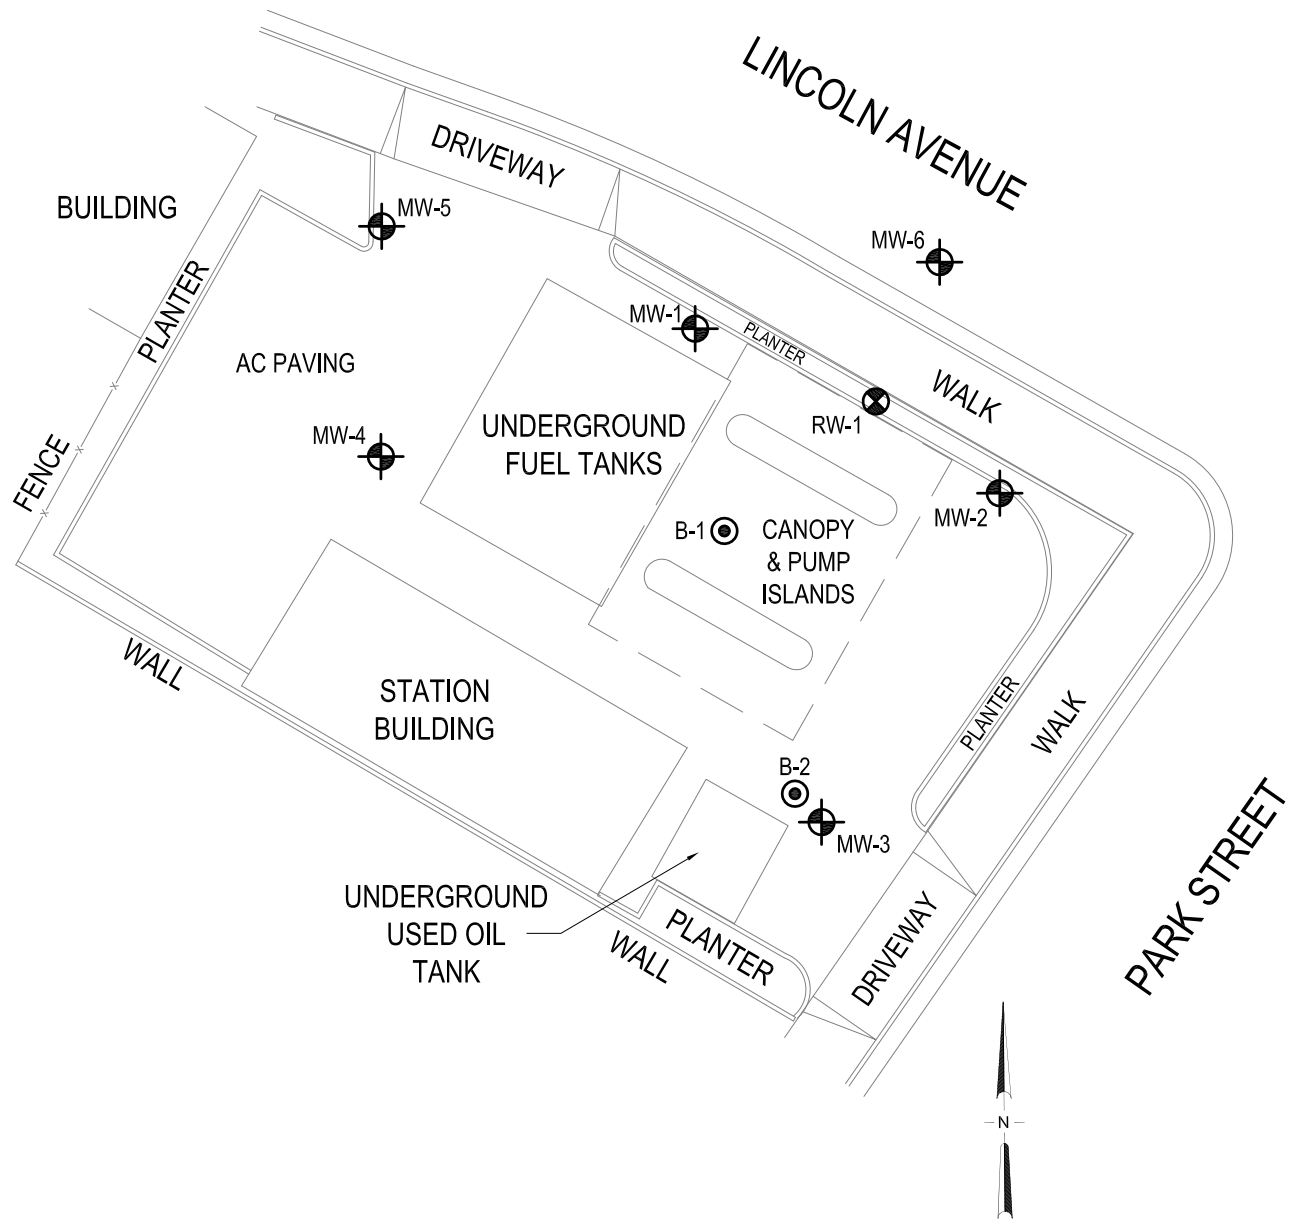 LINCOLN AVENUE
DRIVEWAY
BUILDING
MW-5
MW-6
PLANTER
MW-1
PLANTER
AC PAVING
WALK
RW-1
UNDERGROUND
FUEL TANKS
MW-4
FENCE
MW-2
B-1
CANOPY
& PUMP
ISLANDS
WALL
STATION
BUILDING
PLANTER
WALK
B-2
MW-3
PARK STREET
UNDERGROUND
USED OIL
TANK
PLANTER
WALL
DRIVEWAY
N